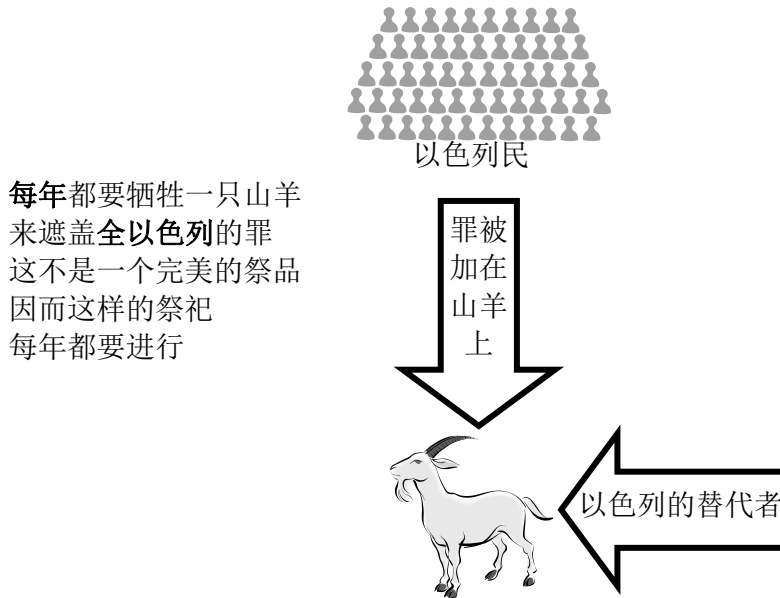 以色列民
每年都要牺牲一只山羊
来遮盖全以色列的罪
这不是一个完美的祭品
因而这样的祭祀
每年都要进行
罪被
加在
山羊
上
以色列的替代者